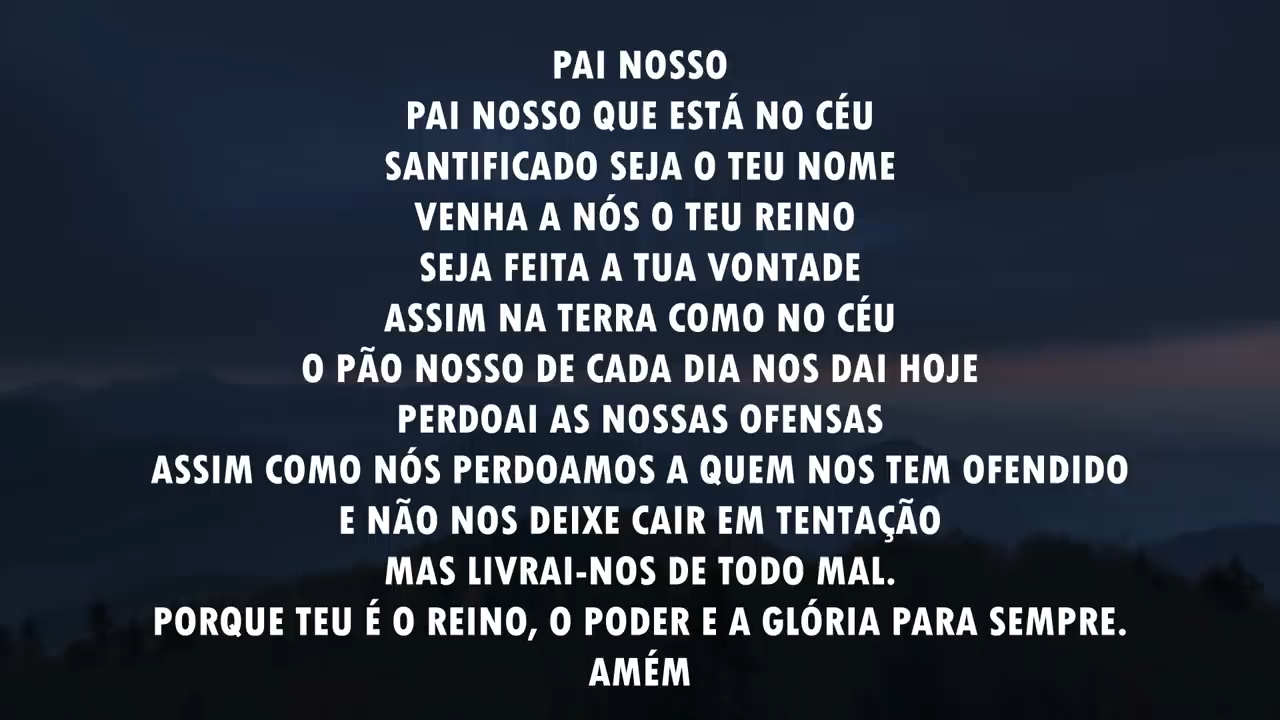 PAI NOSSO
PAI NOSSO QUE ESTÁ NO CÉU
SANTIFICADO SEJA O TEU NOME
VENHA A NÓS O TEU REINO
SEJA FEITA A TUA VONTADE
ASSIM NA TERRA COMO NO CÉU
O PÃO NOSSO DE CADA DIA NOS DAI HOJE
PERDOAI AS NOSSAS OFENSAS
ASSIM COMO NÓS PERDOAMOS A QUEM NOS TEM OFENDIDO
E NÃO NOS DEIXE CAIR EM TENTAÇÃO
MAS LIVRAI-NOS DE TODO MAL.
PORQUE TEU É O REINO, O PODER E A GLÓRIA PARA SEMPRE.
AMÉM